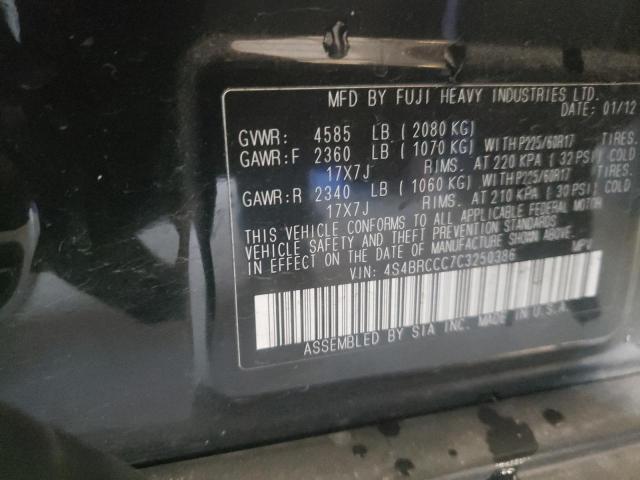 MFD BY FUJI HEAVY INDUSTRIES LTD.
DATE: 01/12
GVWR: 4585 LB (2080 KG)
GAWR:F 2360 LB (1070 KG) WITH P225/60R17 TIRES.
17X7J RIMS. AT 220 KPA (32 PSI) COLD
GAWR:R 2340 LB (1060 KG) WITH P225/60R17 TIRES.
17X7J RIMS. AT 210 KPA (30 PSI) COLD
THIS VEHICLE CONFORMS TO ALL APPLICABLE FEDERAL MOTOR
VEHICLE SAFETY AND THEFT PREVENTION STANDARDS
IN EFFECT ON THE DATE OF MANUFACTURE SHOWN ABOVE.
VIN: 4S4BRCCC7C3250386 MPV
ASSEMBLED BY SIA INC. MADE IN U.S.A.